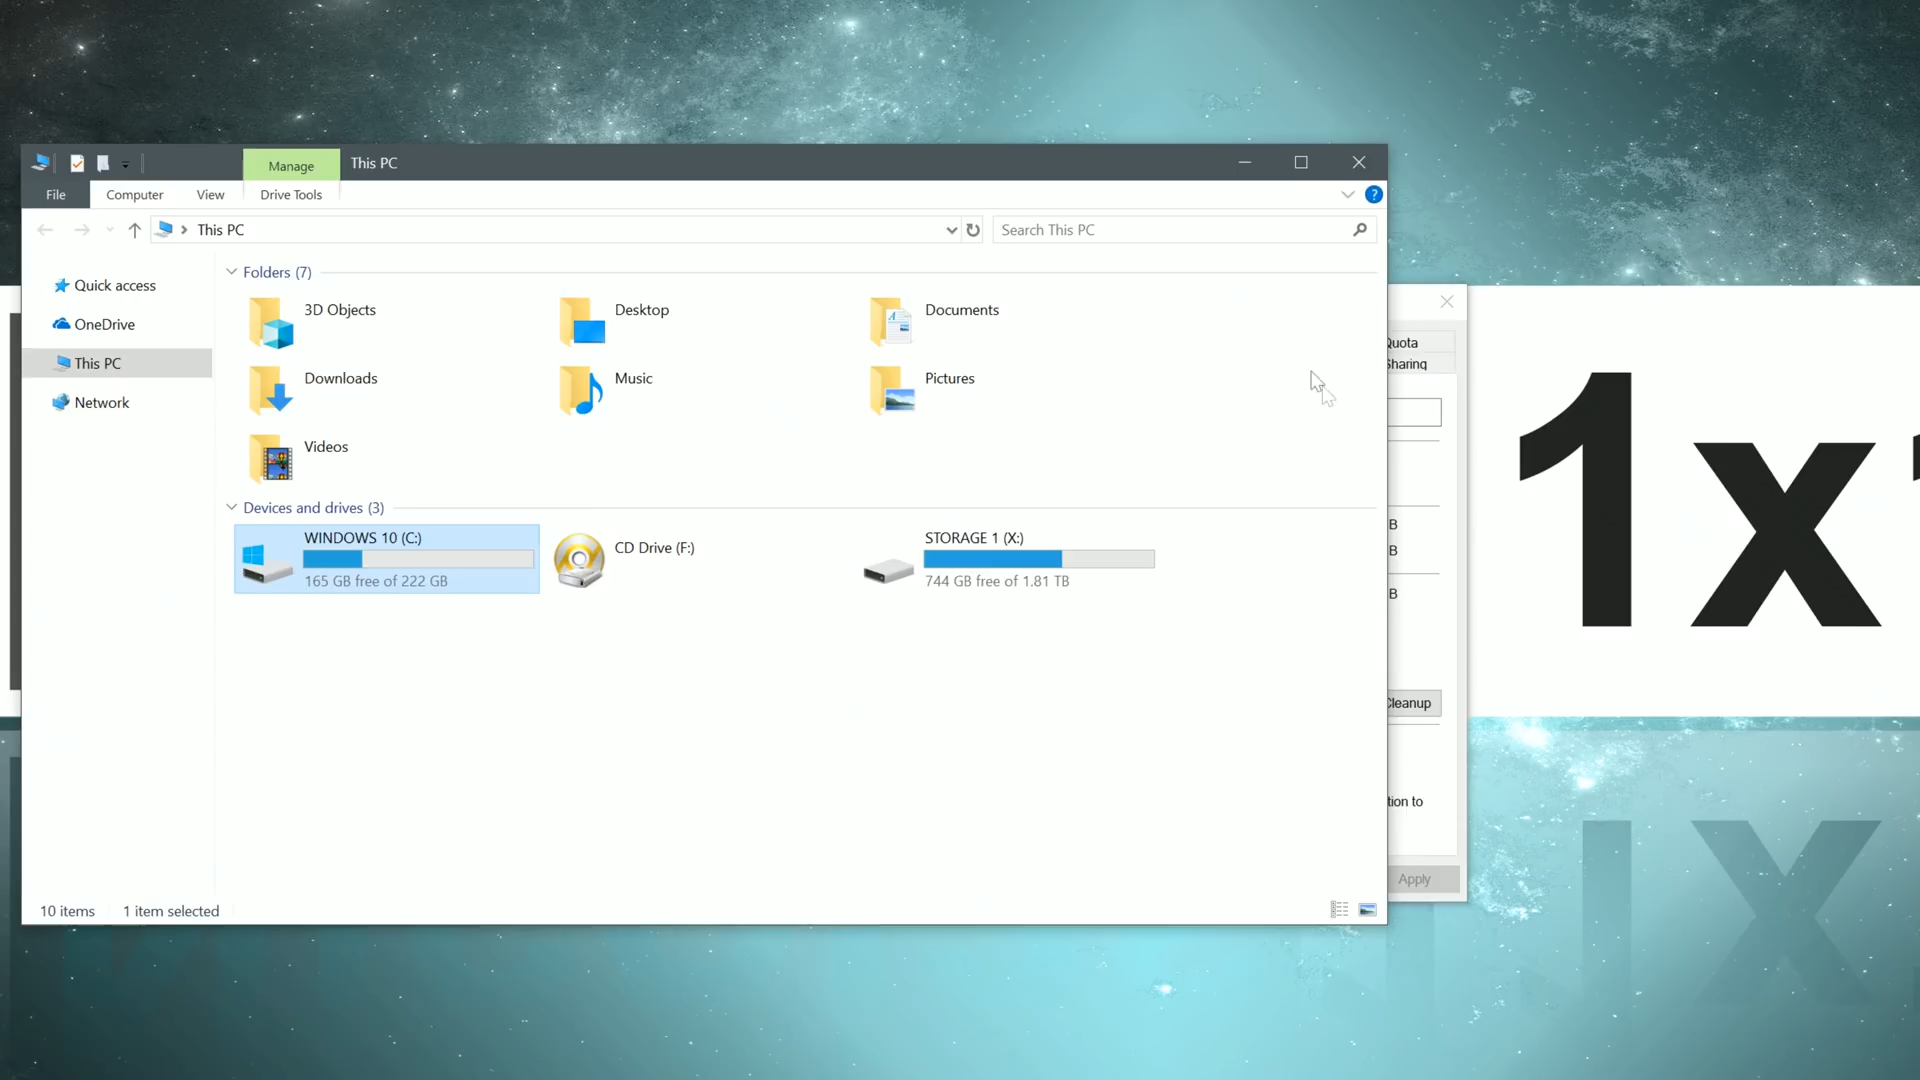 Manage
This PC
File
Computer
View
Drive Tools
This PC
Search This PC
Quick access
OneDrive
This PC
Network
Folders (7)
3D Objects
Desktop
Documents
Downloads
Music
Pictures
Videos
Devices and drives (3)
WINDOWS 10 (C:)
165 GB free of 222 GB
CD Drive (F:)
STORAGE 1 (X:)
744 GB free of 1.81 TB
10 items
1 item selected
Quota
Sharing
B
B
B
Cleanup
tion to
Apply
1x